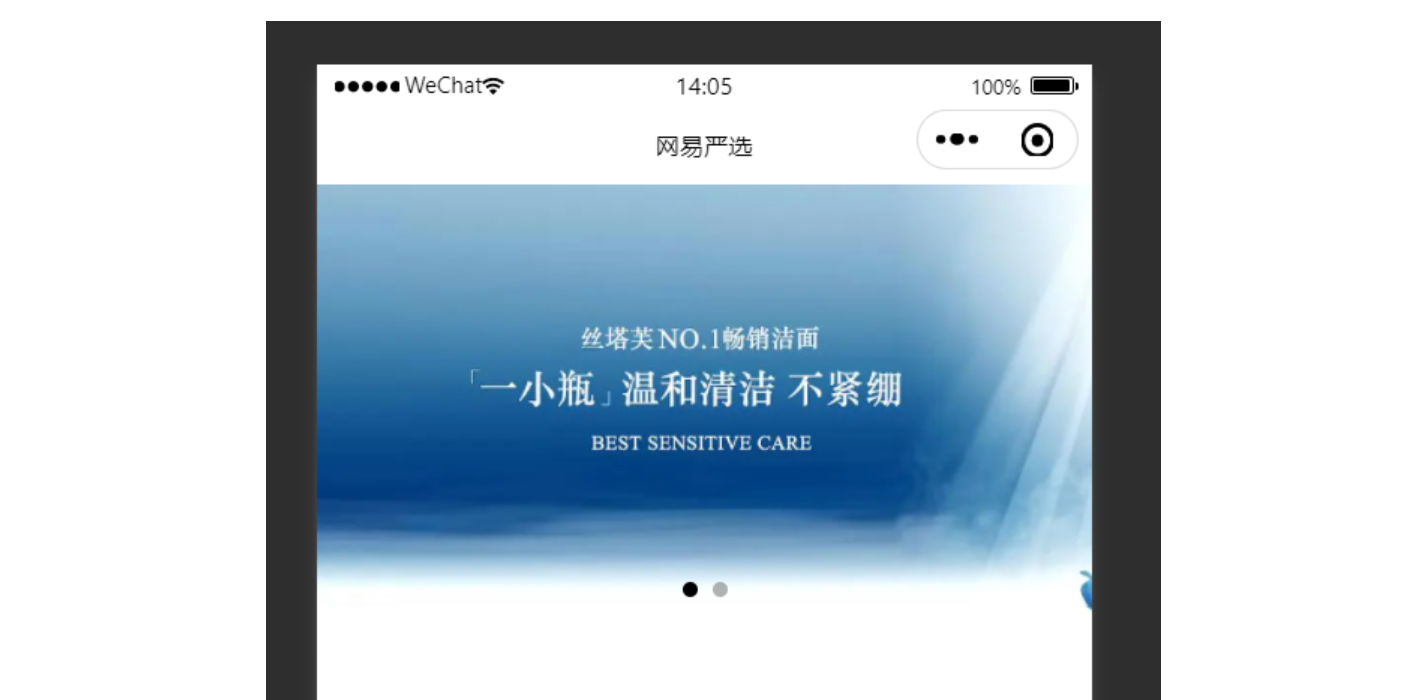 WeChat 14:05 100%
网易严选
丝塔芙NO.1畅销洁面
「一小瓶」温和清洁 不紧绷
BEST SENSITIVE CARE